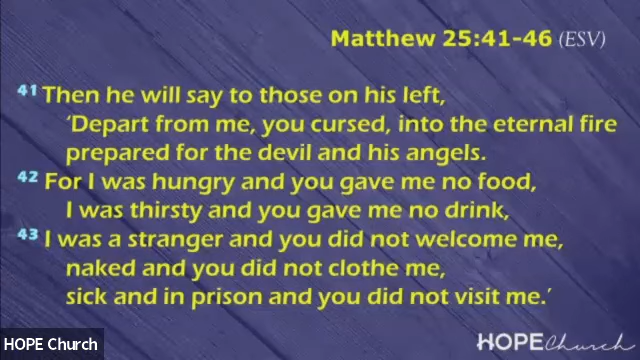 Matthew 25:41-46 (ESV)
41 Then he will say to those on his left,
‘Depart from me, you cursed, into the eternal fire
prepared for the devil and his angels.
42 For I was hungry and you gave me no food,
I was thirsty and you gave me no drink,
43 I was a stranger and you did not welcome me,
naked and you did not clothe me,
sick and in prison and you did not visit me.’
HOPE Church
HOPE Church